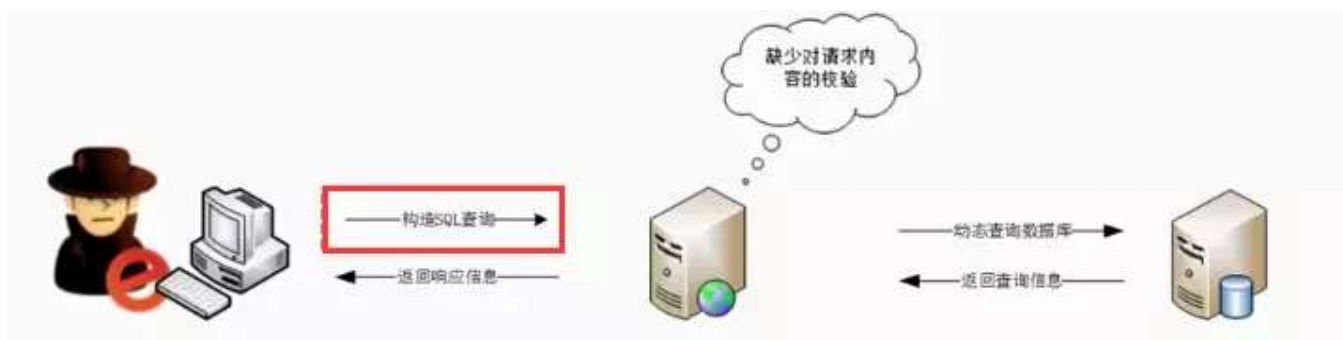 缺少对请求内
容的校验
构造SQL查询
动态查询数据库
返回响应信息
返回查询信息